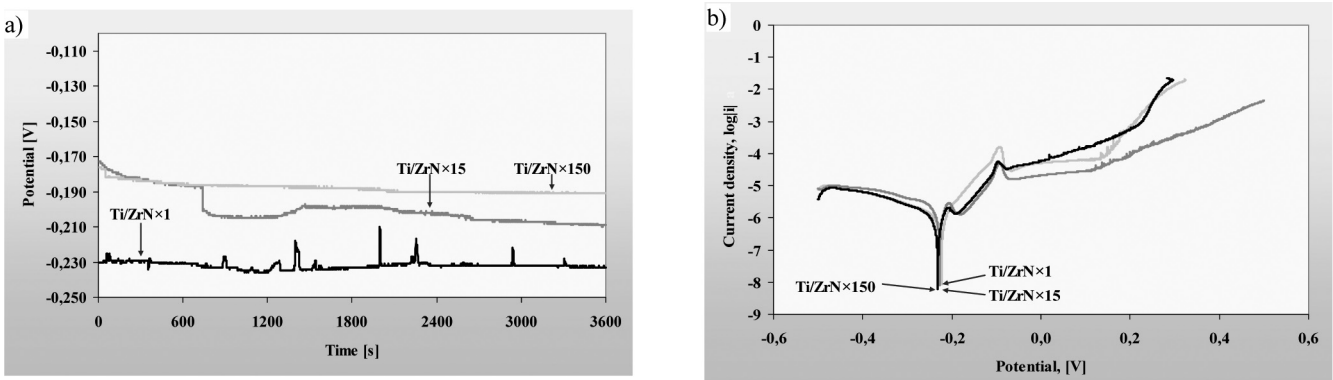 a)
-0,110
-0,130
-0,150
-0,170
-0,190
-0,210
-0,230
-0,250
Potential [V]
Ti/ZrN×15
Ti/ZrN×150
Ti/ZrN×1
0 600 1200 1800 2400 3000 3600
Time [s]
b)
0
-1
-2
-3
-4
-5
-6
-7
-8
-9
Current density, log|i|
Ti/ZrN×1
Ti/ZrN×150
Ti/ZrN×15
-0,6 -0,4 -0,2 0,0 0,2 0,4 0,6
Potential, [V]